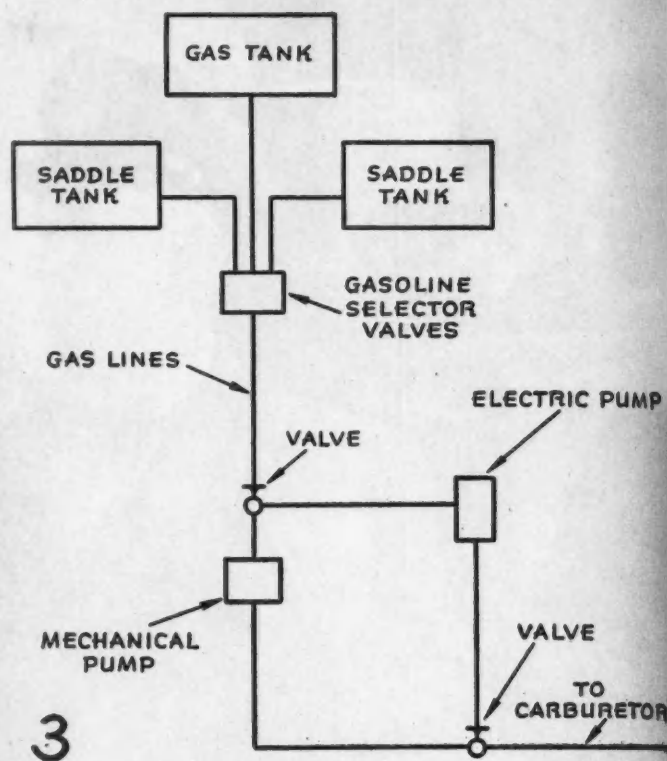 GAS TANK
SADDLE
TANK
SADDLE
TANK
GASOLINE
SELECTOR
VALVES
GAS LINES
ELECTRIC PUMP
VALVE
MECHANICAL
PUMP
VALVE
TO
CARBURETOR
3